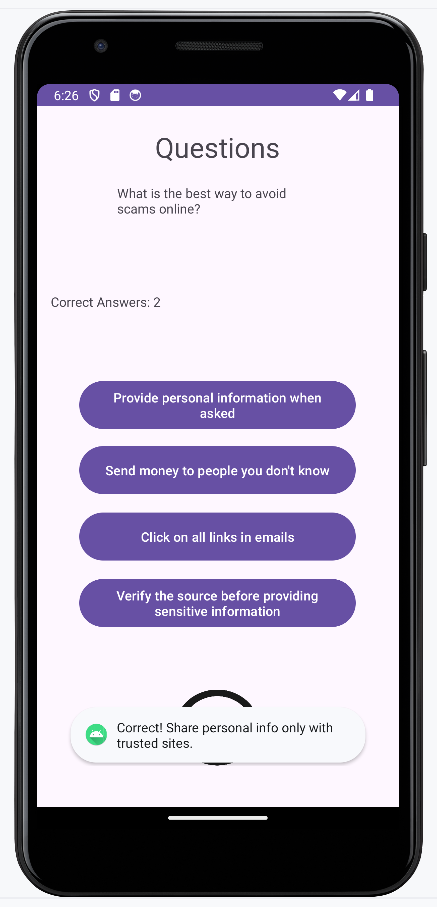 6:26
Questions
What is the best way to avoid
scams online?
Correct Answers: 2
Provide personal information when
asked
Send money to people you don't know
Click on all links in emails
Verify the source before providing
sensitive information
Correct! Share personal info only with
trusted sites.